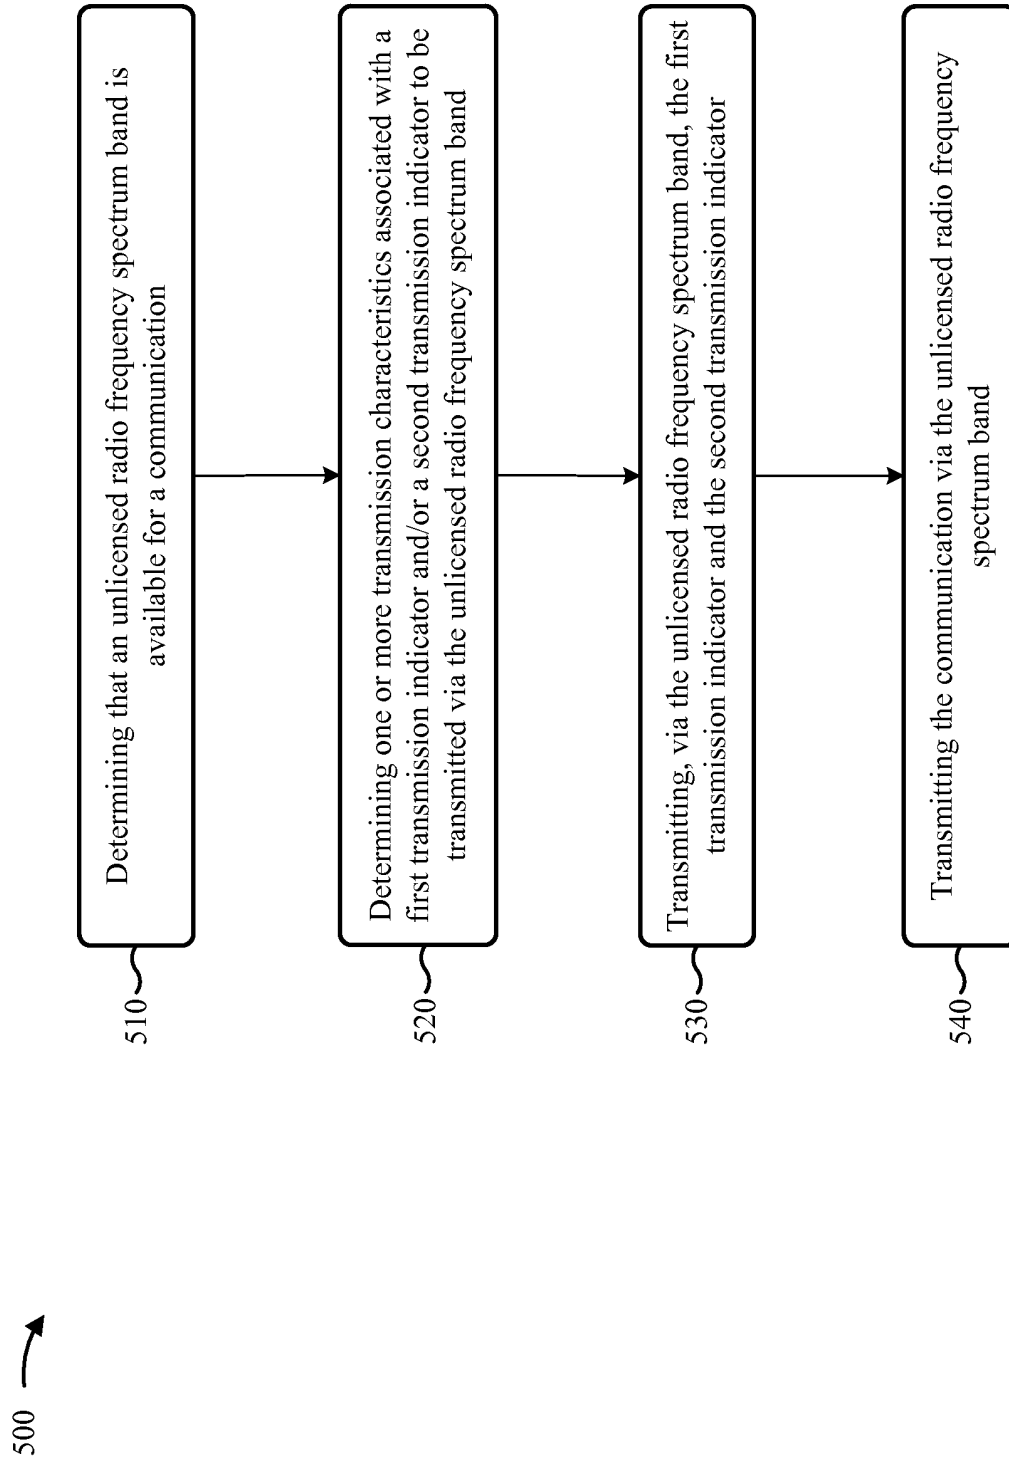 500
510
Determining that an unlicensed radio frequency spectrum band is
available for a communication
520
Determining one or more transmission characteristics associated with a
first transmission indicator and/or a second transmission indicator to be
transmitted via the unlicensed radio frequency spectrum band
530
Transmitting, via the unlicensed radio frequency spectrum band, the first
transmission indicator and the second transmission indicator
540
Transmitting the communication via the unlicensed radio frequency
spectrum band